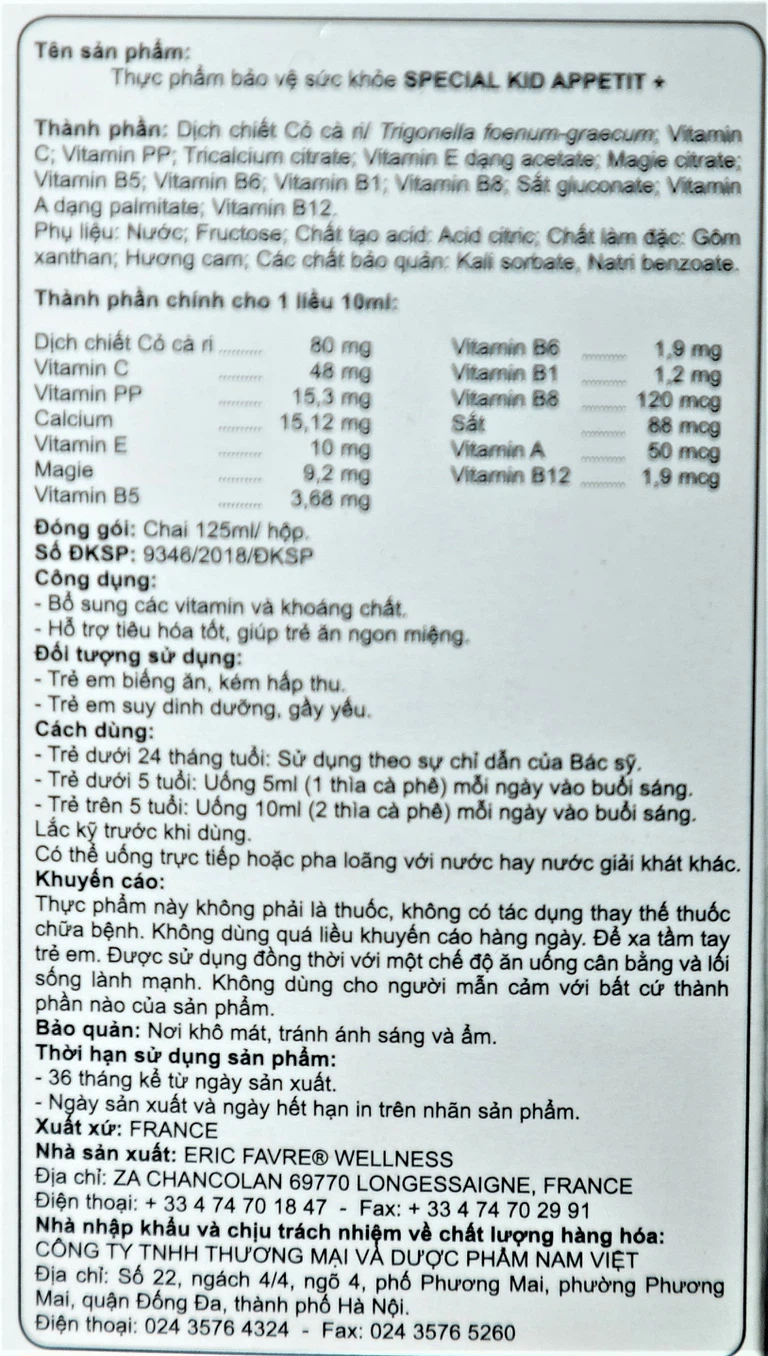 Tên sản phẩm:
Thực phẩm bảo vệ sức khỏe SPECIAL KID APPETIT +
Thành phần: Dịch chiết Cỏ cà ri/ Trigonella foenum-graecum; Vitamin
C; Vitamin PP; Tricalcium citrate; Vitamin E dạng acetate; Magie citrate;
Vitamin B5; Vitamin B6; Vitamin B1; Vitamin B8; Sắt gluconate; Vitamin
A dạng palmitate; Vitamin B12.
Phụ liệu: Nước; Fructose; Chất tạo acid: Acid citric; Chất làm đặc: Gôm
xanthan; Hương cam; Các chất bảo quản: Kali sorbate, Natri benzoate.
Thành phần chính cho 1 liều 10ml:
Dịch chiết Cỏ cà ri .......... 80 mg Vitamin B6 .......... 1,9 mg
Vitamin C .......... 48 mg Vitamin B1 .......... 1,2 mg
Vitamin PP .......... 15,3 mg Vitamin B8 .......... 120 mcg
Calcium .......... 15,12 mg Sắt .......... 88 mcg
Vitamin E .......... 10 mg Vitamin A .......... 50 mcg
Magie .......... 9,2 mg Vitamin B12 .......... 1,9 mcg
Vitamin B5 .......... 3,68 mg
Đóng gói: Chai 125ml/ hộp.
Số ĐKSP: 9346/2018/ĐKSP
Công dụng:
- Bổ sung các vitamin và khoáng chất.
- Hỗ trợ tiêu hóa tốt, giúp trẻ ăn ngon miệng.
Đối tượng sử dụng:
- Trẻ em biếng ăn, kém hấp thu.
- Trẻ em suy dinh dưỡng, gầy yếu.
Cách dùng:
- Trẻ dưới 24 tháng tuổi: Sử dụng theo sự chỉ dẫn của Bác sỹ.
- Trẻ dưới 5 tuổi: Uống 5ml (1 thìa cà phê) mỗi ngày vào buổi sáng.
- Trẻ trên 5 tuổi: Uống 10ml (2 thìa cà phê) mỗi ngày vào buổi sáng.
Lắc kỹ trước khi dùng.
Có thể uống trực tiếp hoặc pha loãng với nước hay nước giải khát khác.
Khuyến cáo:
Thực phẩm này không phải là thuốc, không có tác dụng thay thế thuốc
chữa bệnh. Không dùng quá liều khuyến cáo hàng ngày. Để xa tầm tay
trẻ em. Được sử dụng đồng thời với một chế độ ăn uống cân bằng và lối
sống lành mạnh. Không dùng cho người mẫn cảm với bất cứ thành
phần nào của sản phẩm.
Bảo quản: Nơi khô mát, tránh ánh sáng và ẩm.
Thời hạn sử dụng sản phẩm:
- 36 tháng kể từ ngày sản xuất.
- Ngày sản xuất và ngày hết hạn in trên nhãn sản phẩm.
Xuất xứ: FRANCE
Nhà sản xuất: ERIC FAVRE® WELLNESS
Địa chỉ: ZA CHANCOLAN 69770 LONGESSAIGNE, FRANCE
Điện thoại: + 33 4 74 70 18 47 - Fax: + 33 4 74 70 29 91
Nhà nhập khẩu và chịu trách nhiệm về chất lượng hàng hóa:
CÔNG TY TNHH THƯƠNG MẠI VÀ DƯỢC PHẨM NAM VIỆT
Địa chỉ: Số 22, ngách 4/4, ngõ 4, phố Phương Mai, phường Phương
Mai, quận Đống Đa, thành phố Hà Nội.
Điện thoại: 024 3576 4324 - Fax: 024 3576 5260